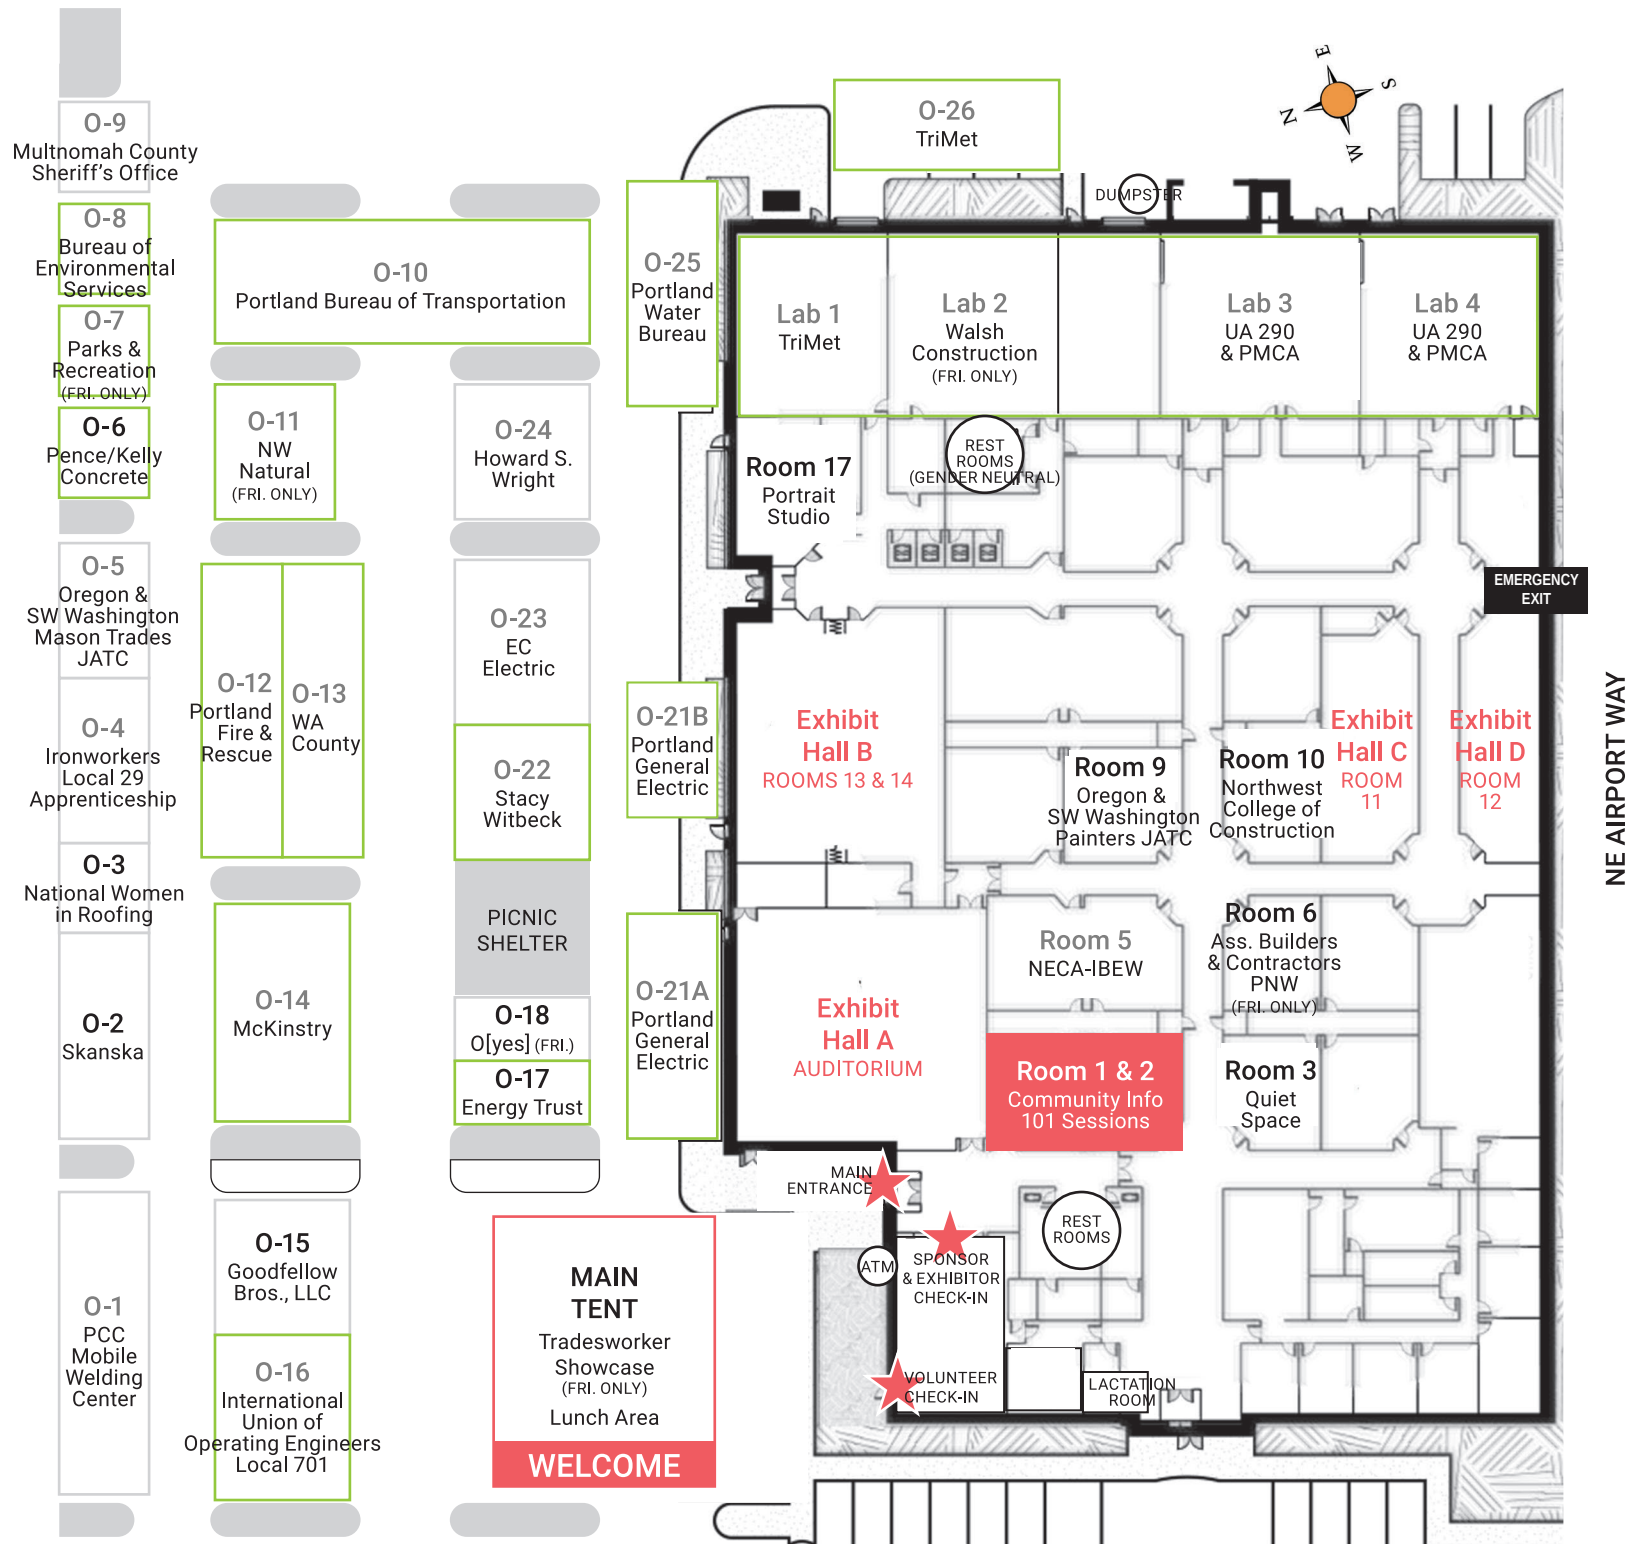 O-9
Multnomah County
Sheriff's Office
O-8
Bureau of
Environmental
Services
O-7
Parks &
Recreation
(FRI. ONLY)
O-6
Pence/Kelly
Concrete
O-5
Oregon &
SW Washington
Mason Trades
JATC
O-4
Ironworkers
Local 29
Apprenticeship
O-3
National Women
in Roofing
O-2
Skanska
O-1
PCC
Mobile
Welding
Center
O-10
Portland Bureau of Transportation
O-11
NW
Natural
(FRI. ONLY)
O-12
Portland
Fire &
Rescue
O-13
WA
County
O-14
McKinstry
O-15
Goodfellow
Bros., LLC
O-16
International
Union of
Operating Engineers
Local 701
O-24
Howard S.
Wright
O-23
EC
Electric
O-22
Stacy
Witbeck
PICNIC
SHELTER
O-18
O[yes] (FRI.)
O-17
Energy Trust
MAIN
TENT
Tradesworker
Showcase
(FRI. ONLY)
Lunch Area
WELCOME
O-25
Portland
Water
Bureau
O-21B
Portland
General
Electric
O-21A
Portland
General
Electric
O-26
TriMet
DUMPSTER
E
S
N
W
Lab 1
TriMet
Lab 2
Walsh
Construction
(FRI. ONLY)
Lab 3
UA 290
& PMCA
Lab 4
UA 290
& PMCA
Room 17
Portrait
Studio
REST
ROOMS
(GENDER NEUTRAL)
EMERGENCY
EXIT
NE AIRPORT WAY
Exhibit
Hall B
ROOMS 13 & 14
Room 9
Oregon &
SW Washington
Painters JATC
Room 10
Northwest
College of
Construction
Exhibit
Hall C
ROOM
11
Exhibit
Hall D
ROOM
12
Exhibit
Hall A
AUDITORIUM
Room 5
NECA-IBEW
Room 6
Ass. Builders
& Contractors
PNW
(FRI. ONLY)
Room 1 & 2
Community Info
101 Sessions
Room 3
Quiet
Space
MAIN
ENTRANCE
REST
ROOMS
ATM
SPONSOR
& EXHIBITOR
CHECK-IN
VOLUNTEER
CHECK-IN
LACTATION
ROOM